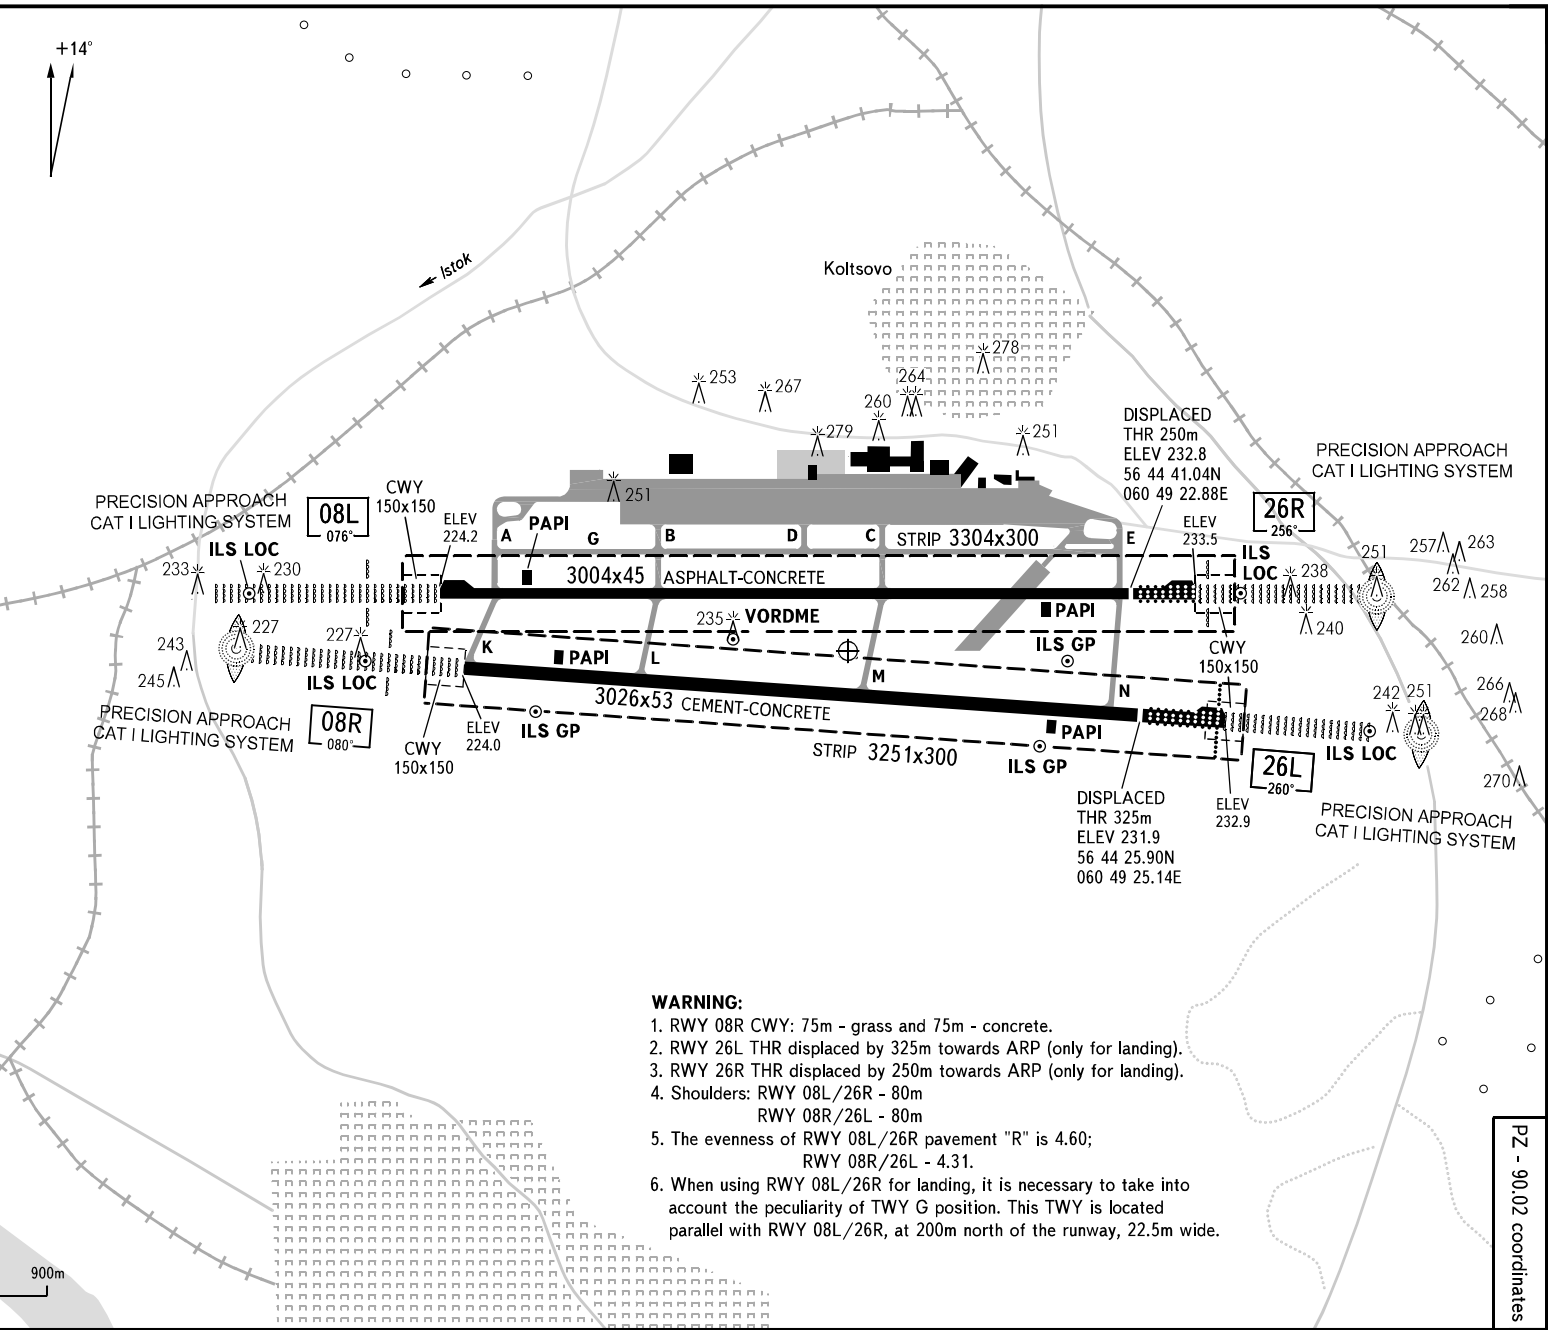 +14°
Istok
Koltsovo
278
253
267
264
260
279
251
251
DISPLACED
THR 250m
ELEV 232.8
56 44 41.04N
060 49 22.88E
PRECISION APPROACH
CAT I LIGHTING SYSTEM
PRECISION APPROACH
CAT I LIGHTING SYSTEM
08L
076°
CWY
150x150
ELEV
224.2
A
PAPI
G
B
D
C
STRIP 3304x300
E
ELEV
233.5
26R
256°
ILS LOC
233
230
3004x45
ASPHALT-CONCRETE
ILS
LOC
238
251
257
263
262
258
235
VORDME
PAPI
240
260
227
227
243
245
ILS LOC
K
PAPI
L
M
N
ILS GP
CWY
150x150
266
268
242
251
PRECISION APPROACH
CAT I LIGHTING SYSTEM
08R
080°
CWY
150x150
ELEV
224.0
3026x53 CEMENT-CONCRETE
ILS GP
STRIP 3251x300
PAPI
ILS GP
26L
260°
ILS LOC
270
DISPLACED
THR 325m
ELEV 231.9
56 44 25.90N
060 49 25.14E
ELEV
232.9
PRECISION APPROACH
CAT I LIGHTING SYSTEM
WARNING:
1. RWY 08R CWY: 75m - grass and 75m - concrete.
2. RWY 26L THR displaced by 325m towards ARP (only for landing).
3. RWY 26R THR displaced by 250m towards ARP (only for landing).
4. Shoulders: RWY 08L/26R - 80m
RWY 08R/26L - 80m
5. The evenness of RWY 08L/26R pavement "R" is 4.60;
RWY 08R/26L - 4.31.
6. When using RWY 08L/26R for landing, it is necessary to take into
account the peculiarity of TWY G position. This TWY is located
parallel with RWY 08L/26R, at 200m north of the runway, 22.5m wide.
900m
PZ - 90.02 coordinates